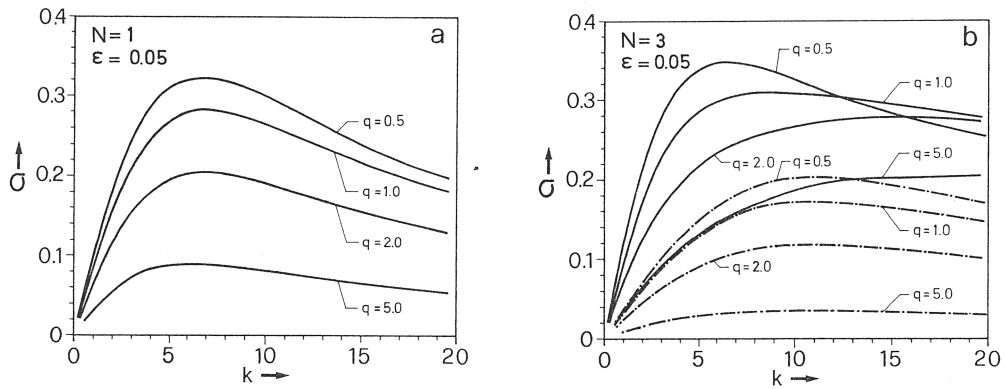 0.4
N=1
ε = 0.05
a
0.3
0.2
0.1
0
σ
q = 0.5
q = 1.0
q = 2.0
q = 5.0
0
5
10
15
20
k
0.4
N=3
ε = 0.05
b
0.3
0.2
0.1
0
σ
q = 0.5
q = 1.0
q = 2.0
q = 0.5
q = 5.0
q = 1.0
q = 2.0
q = 5.0
0
5
10
15
20
k